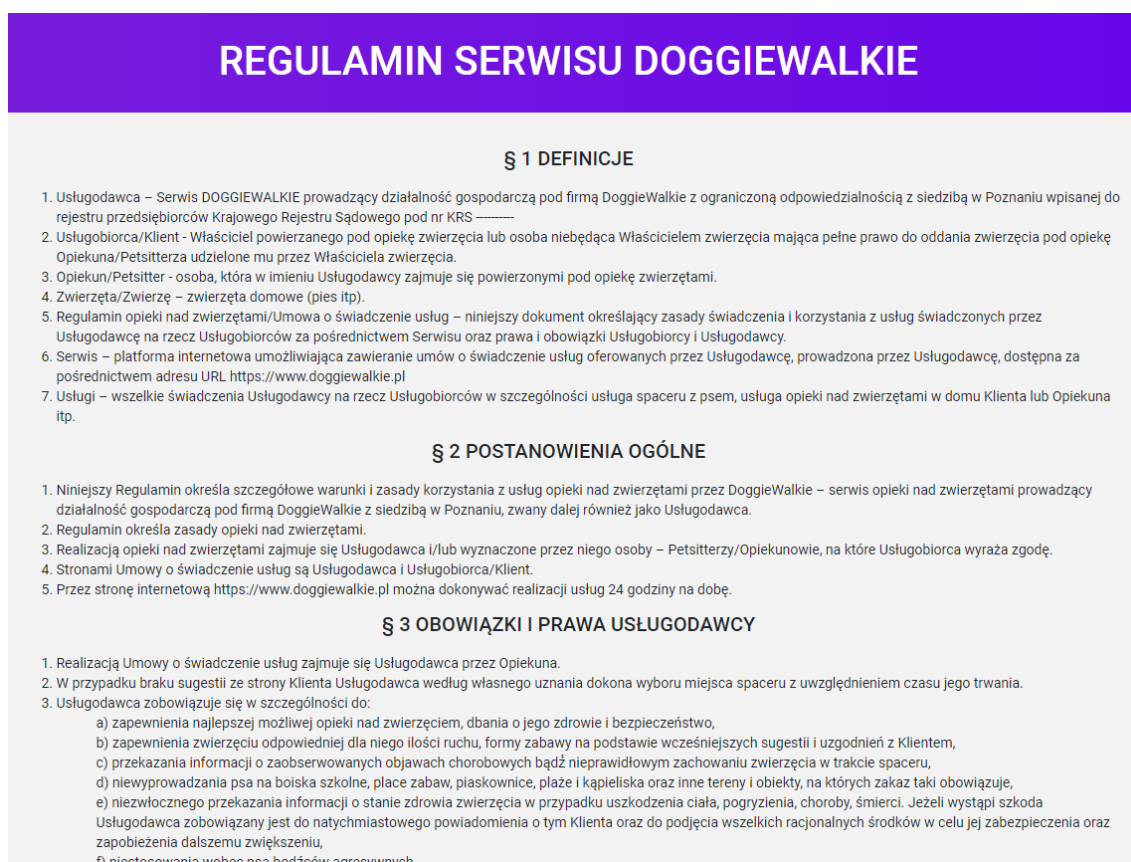 REGULAMIN SERWISU DOGGIEWALKIE
§ 1 DEFINICJE
1. Usługodawca – Serwis DOGGIEWALKIE prowadzący działalność gospodarczą pod firmą DoggieWalkie z ograniczoną odpowiedzialnością z siedzibą w Poznaniu wpisanej do
rejestru przedsiębiorców Krajowego Rejestru Sądowego pod nr KRS ----------
2. Usługobiorca/Klient - Właściciel powierzanego pod opiekę zwierzęcia lub osoba niebędąca Właścicielem zwierzęcia mająca pełne prawo do oddania zwierzęcia pod opiekę
Opiekuna/Petsitterza udzielone mu przez Właściciela zwierzęcia.
3. Opiekun/Petsitter - osoba, która w imieniu Usługodawcy zajmuje się powierzonymi pod opiekę zwierzętami.
4. Zwierzęta/Zwierzę – zwierzęta domowe (pies itp).
5. Regulamin opieki nad zwierzętami/Umowa o świadczenie usług – niniejszy dokument określający zasady świadczenia i korzystania z usług świadczonych przez
Usługodawcę na rzecz Usługobiorców za pośrednictwem Serwisu oraz prawa i obowiązki Usługobiorcy i Usługodawcy.
6. Serwis – platforma internetowa umożliwiająca zawieranie umów o świadczenie usług oferowanych przez Usługodawcę, prowadzona przez Usługodawcę, dostępna za
pośrednictwem adresu URL https://www.doggiewalkie.pl
7. Usługi – wszelkie świadczenia Usługodawcy na rzecz Usługobiorców w szczególności usługa spaceru z psem, usługa opieki nad zwierzętami w domu Klienta lub Opiekuna
itp.
§ 2 POSTANOWIENIA OGÓLNE
1. Niniejszy Regulamin określa szczegółowe warunki i zasady korzystania z usług opieki nad zwierzętami przez DoggieWalkie – serwis opieki nad zwierzętami prowadzący
działalność gospodarczą pod firmą DoggieWalkie z siedzibą w Poznaniu, zwany dalej również jako Usługodawca.
2. Regulamin określa zasady opieki nad zwierzętami.
3. Realizacją opieki nad zwierzętami zajmuje się Usługodawca i/lub wyznaczone przez niego osoby – Petsitterzy/Opiekunowie, na które Usługobiorca wyraża zgodę.
4. Stronami Umowy o świadczenie usług są Usługodawca i Usługobiorca/Klient.
5. Przez stronę internetową https://www.doggiewalkie.pl można dokonywać realizacji usług 24 godziny na dobę.
§ 3 OBOWIĄZKI I PRAWA USŁUGODAWCY
1. Realizacją Umowy o świadczenie usług zajmuje się Usługodawca przez Opiekuna.
2. W przypadku braku sugestii ze strony Klienta Usługodawca według własnego uznania dokona wyboru miejsca spaceru z uwzględnieniem czasu jego trwania.
3. Usługodawca zobowiązuje się w szczególności do:
a) zapewnienia najlepszej możliwej opieki nad zwierzęciem, dbania o jego zdrowie i bezpieczeństwo,
b) zapewnienia zwierzęciu odpowiedniej dla niego ilości ruchu, formy zabawy na podstawie wcześniejszych sugestii i uzgodnień z Klientem,
c) przekazania informacji o zaobserwowanych objawach chorobowych bądź nieprawidłowym zachowaniu zwierzęcia w trakcie spaceru,
d) niewyprowadzania psa na boiska szkolne, place zabaw, piaskownice, plaże i kąpieliska oraz inne tereny i obiekty, na których zakaz taki obowiązuje,
e) niezwłocznego przekazania informacji o stanie zdrowia zwierzęcia w przypadku uszkodzenia ciała, pogryzienia, choroby, śmierci. Jeżeli wystąpi szkoda
Usługodawca zobowiązany jest do natychmiastowego powiadomienia o tym Klienta oraz do podjęcia wszelkich racjonalnych środków w celu jej zabezpieczenia oraz
zapobieżenia dalszemu zwiększeniu,
f) niestosowania wobec psa bodźców agresywnych